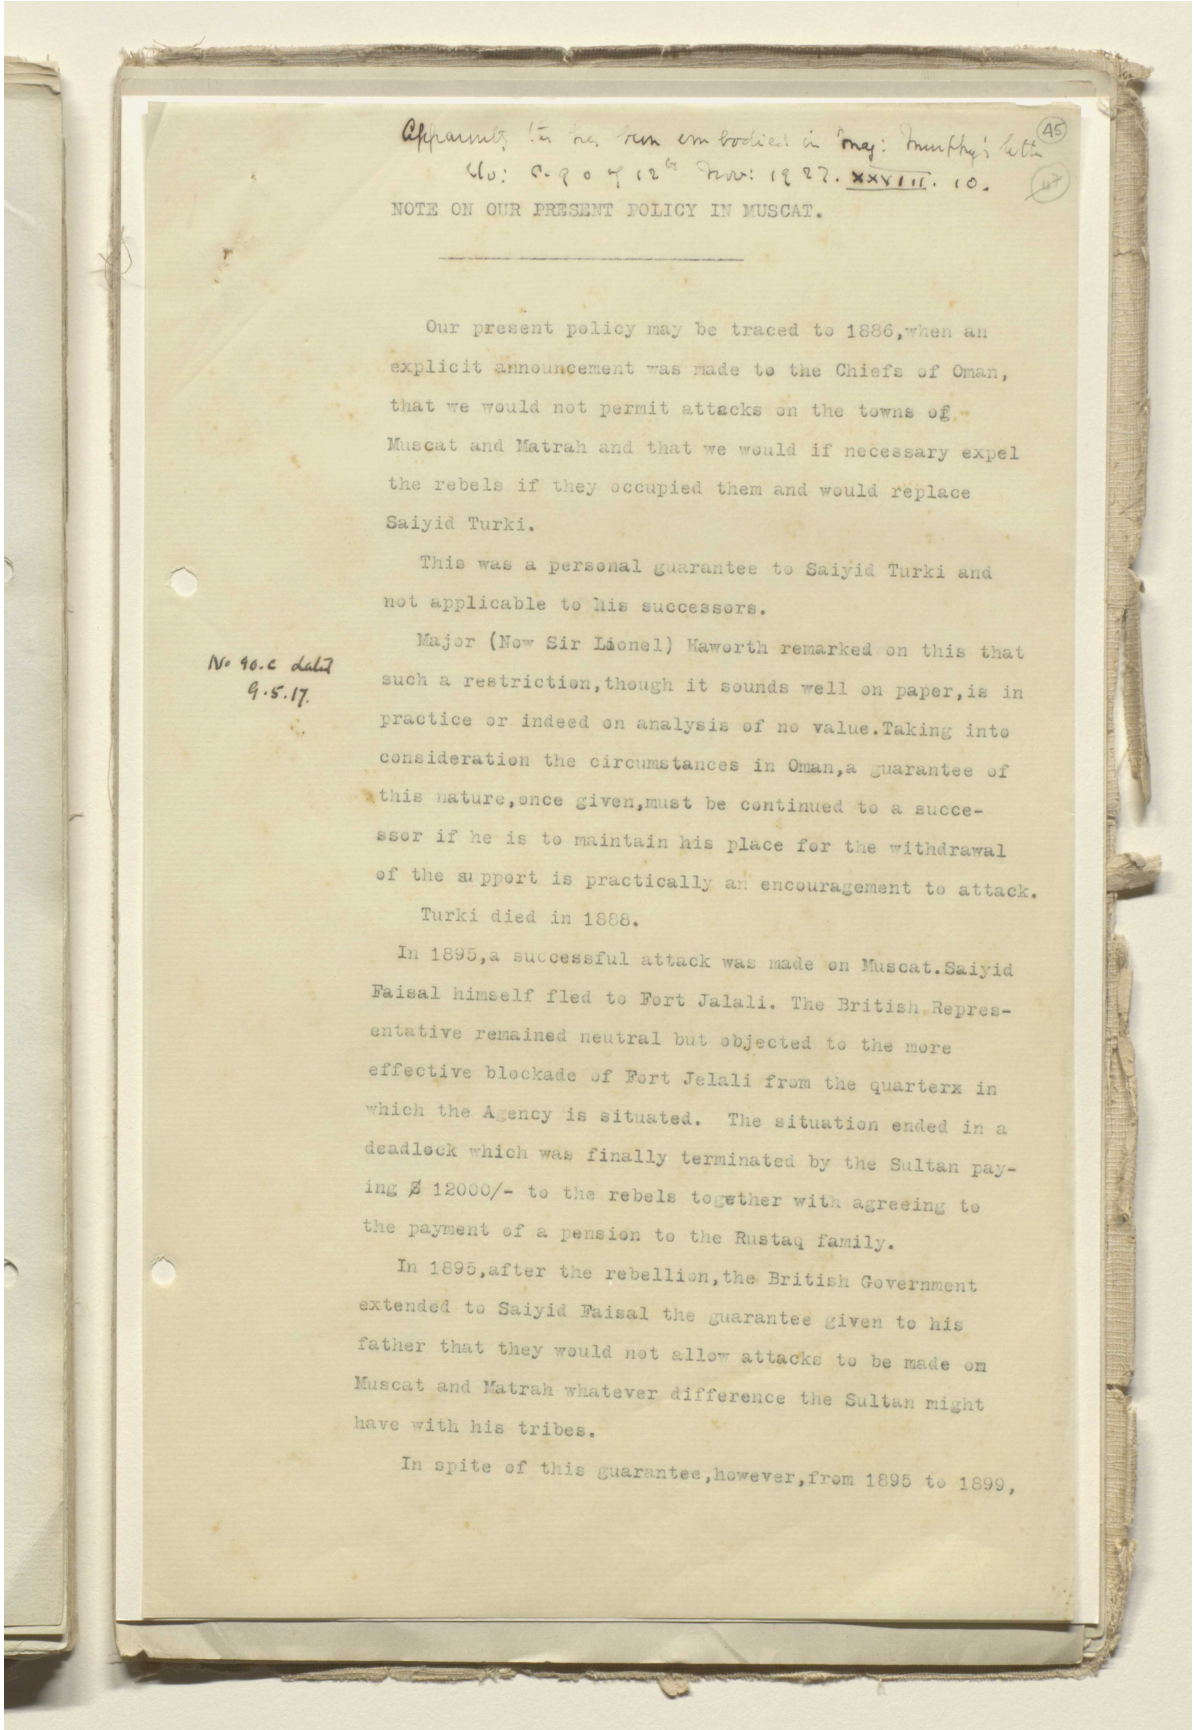 Apparently has been embodied in Maj: Murphy's letter
45
No: C. 90 of 12th Nov: 1927. XXVIII. 10.
47
NOTE ON OUR PRESENT POLICY IN MUSCAT.
Our present policy may be traced to 1886,when an
explicit announcement was made to the Chiefs of Oman,
that we would not permit attacks on the towns of
Muscat and Matrah and that we would if necessary expel
the rebels if they occupied them and would replace
Saiyid Turki.
This was a personal guarantee to Saiyid Turki and
not applicable to his successors.
Major (Now Sir Lionel) Haworth remarked on this that
No 90.C dated
9.5.17.
such a restriction,though it sounds well on paper,is in
practice or indeed on analysis of no value.Taking into
consideration the circumstances in Oman,a guarantee of
this nature,once given,must be continued to a succe-
ssor if he is to maintain his place for the withdrawal
of the support is practically an encouragement to attack.
Turki died in 1888.
In 1895,a successful attack was made on Muscat.Saiyid
Faisal himself fled to Fort Jalali. The British Repres-
entative remained neutral but objected to the more
effective blockade of Fort Jelali from the quarterx in
which the Agency is situated. The situation ended in a
deadlock which was finally terminated by the Sultan pay-
ing $ 12000/- to the rebels together with agreeing to
the payment of a pension to the Rustaq family.
In 1895,after the rebellion,the British Government
extended to Saiyid Faisal the guarantee given to his
father that they would not allow attacks to be made on
Muscat and Matrah whatever difference the Sultan might
have with his tribes.
In spite of this guarantee,however,from 1895 to 1899,